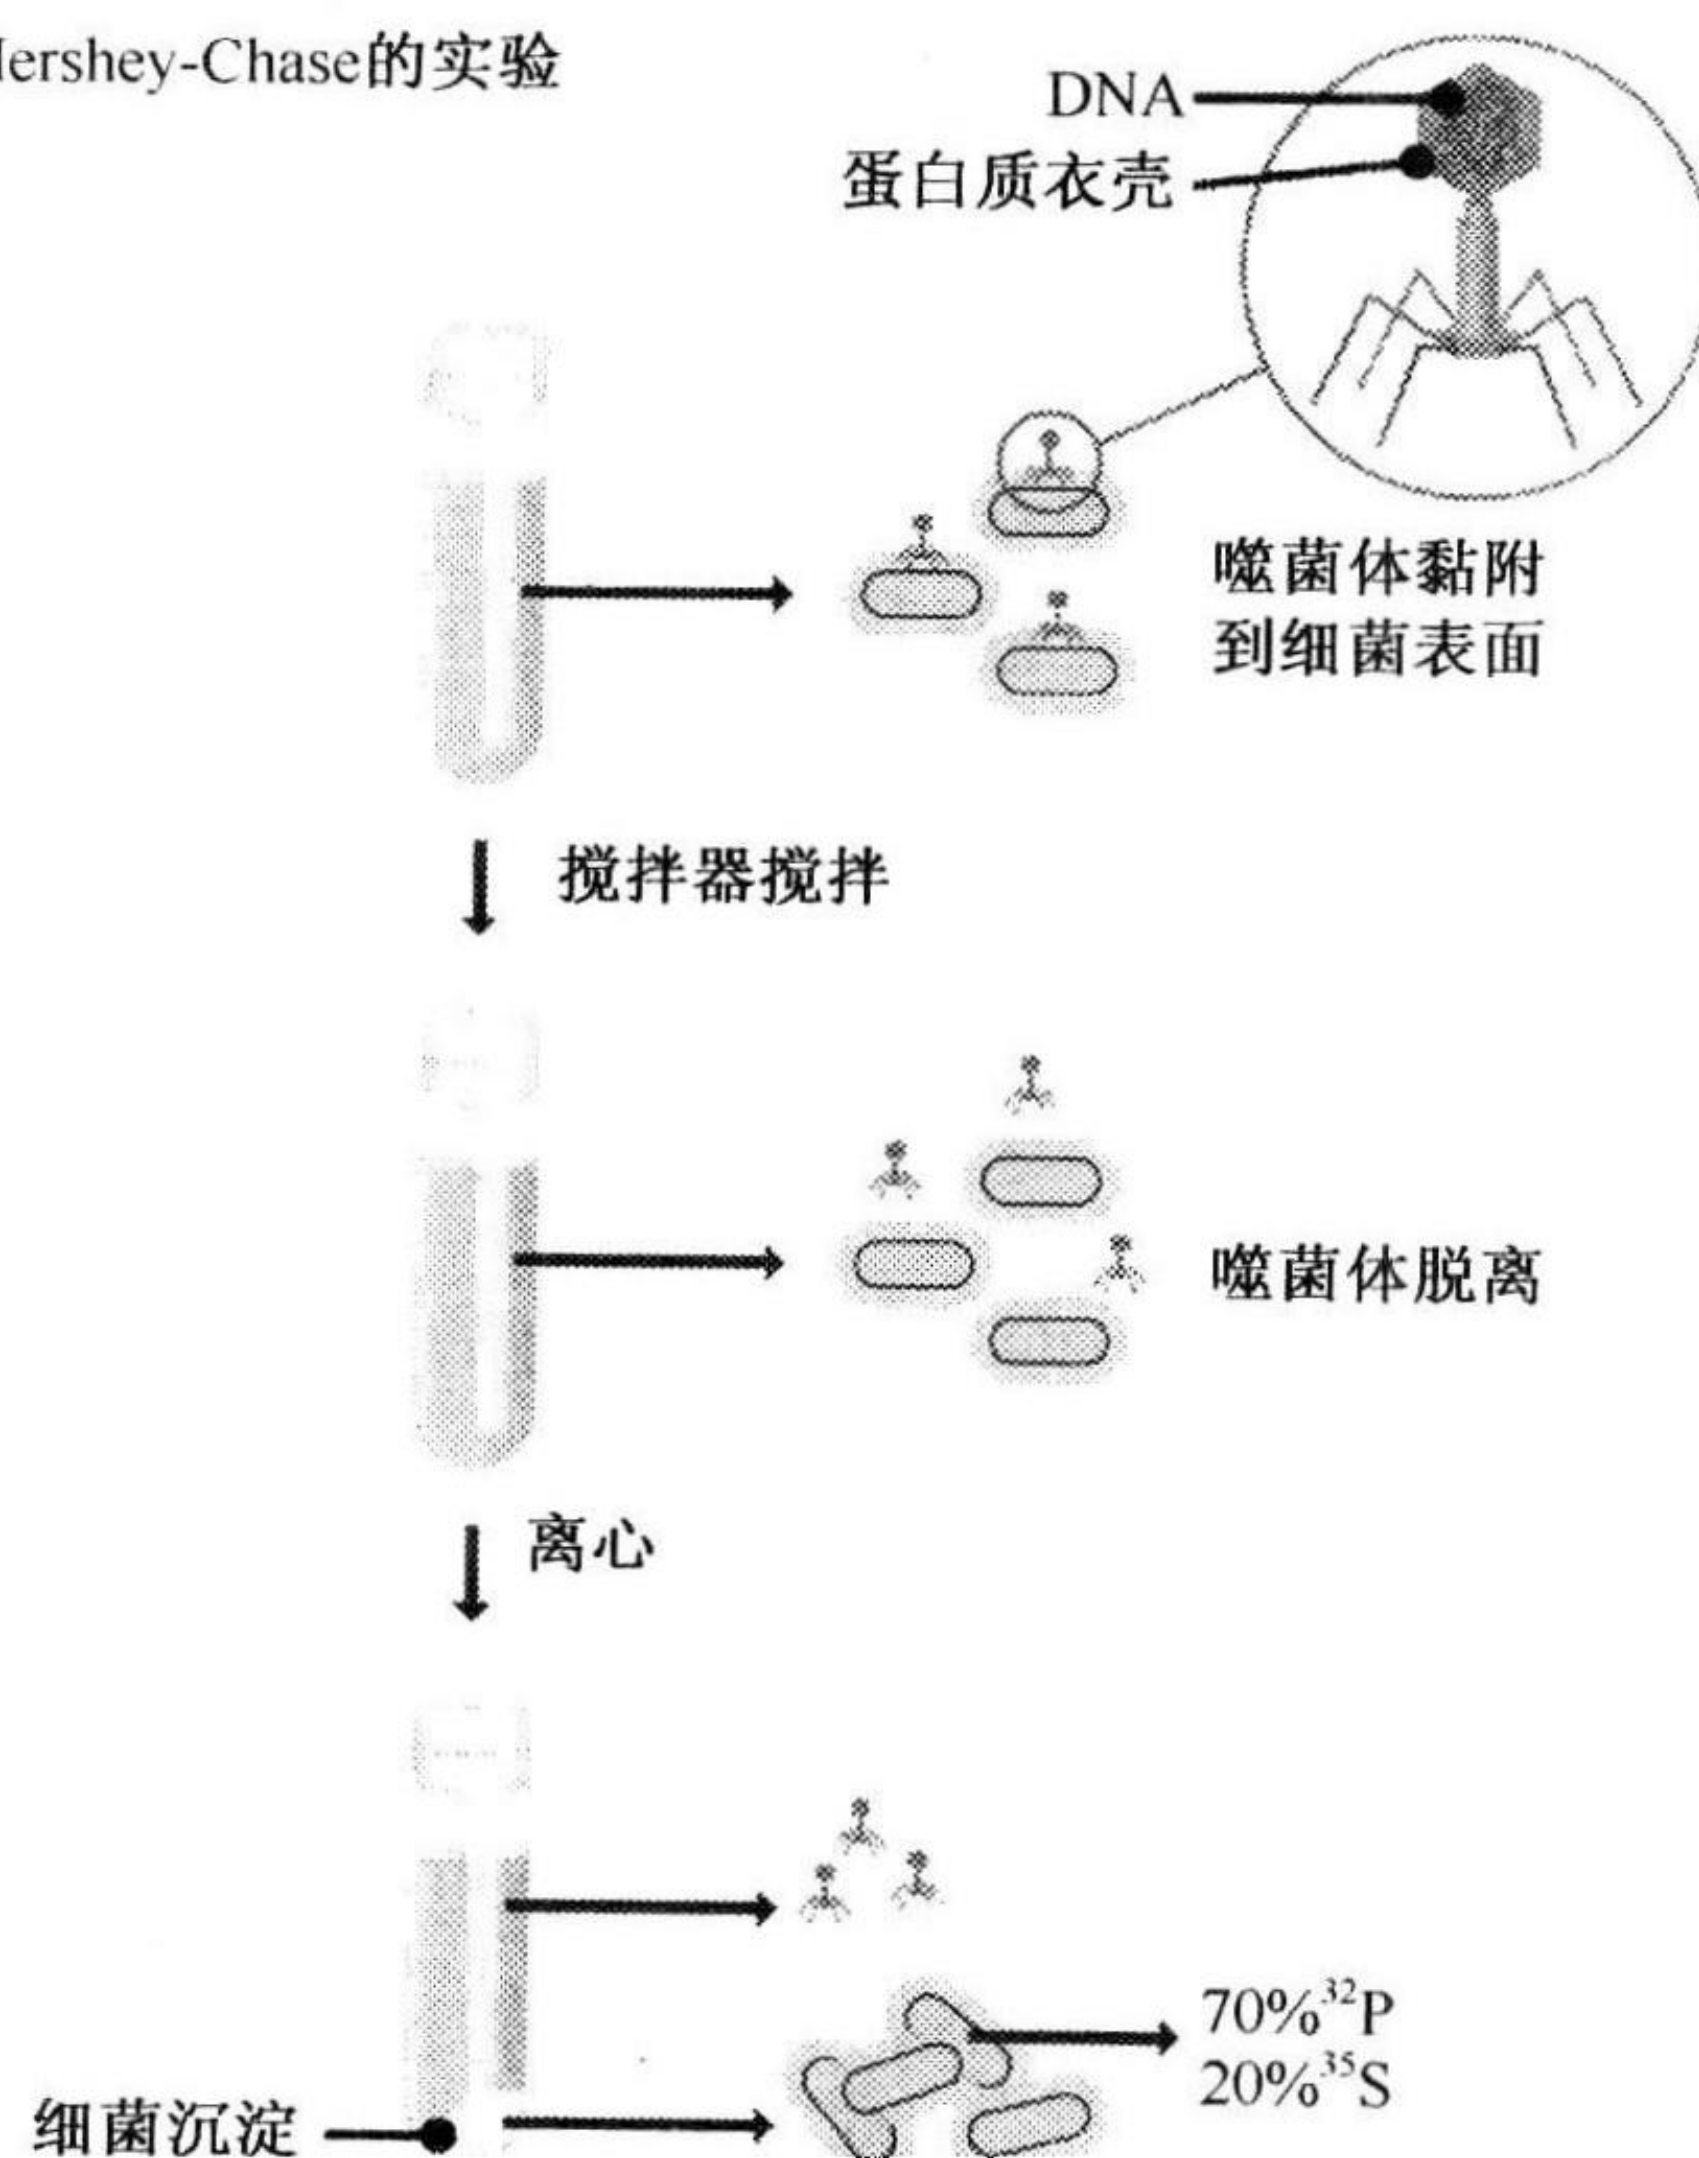 Hershey-Chase的实验
DNA
蛋白质衣壳
噬菌体黏附
到细菌表面
搅拌器搅拌
噬菌体脱离
离心
70%³²P
20%³⁵S
细菌沉淀